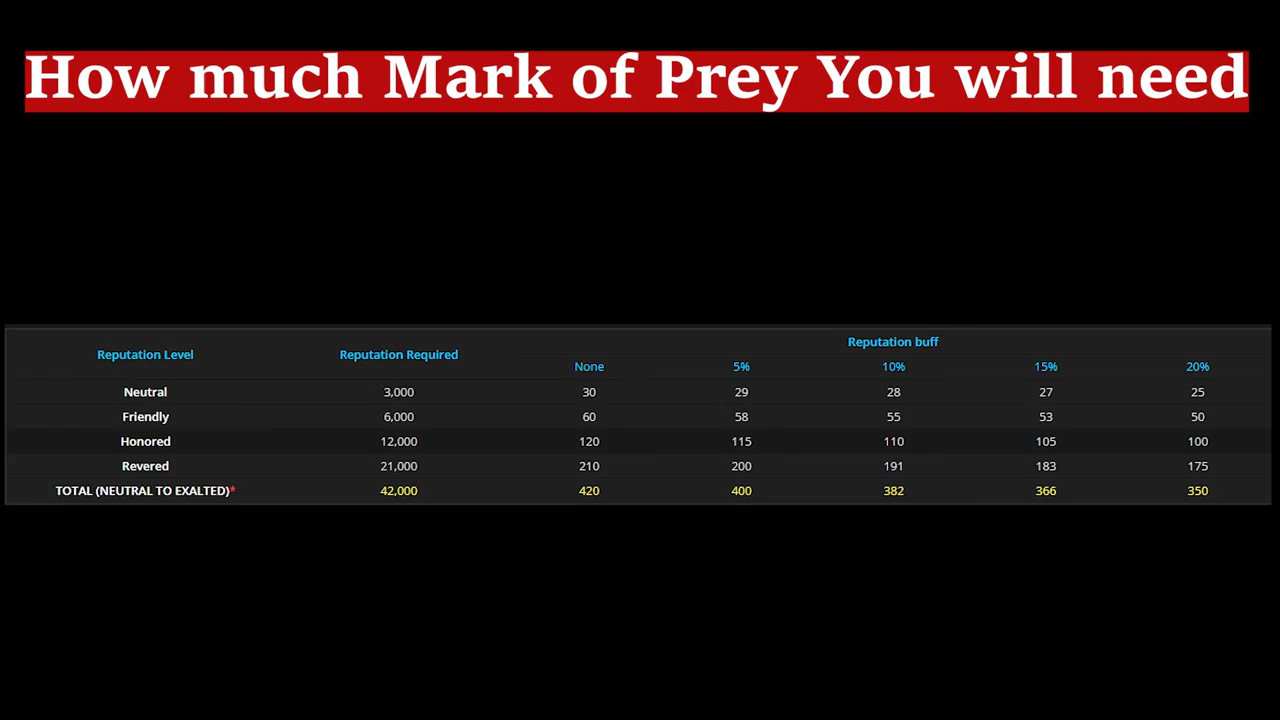 How much Mark of Prey You will need
Reputation Level Reputation Required Reputation buff
None 5% 10% 15% 20%
Neutral 3,000 30 29 28 27 25
Friendly 6,000 60 58 55 53 50
Honored 12,000 120 115 110 105 100
Revered 21,000 210 200 191 183 175
TOTAL (NEUTRAL TO EXALTED)* 42,000 420 400 382 366 350